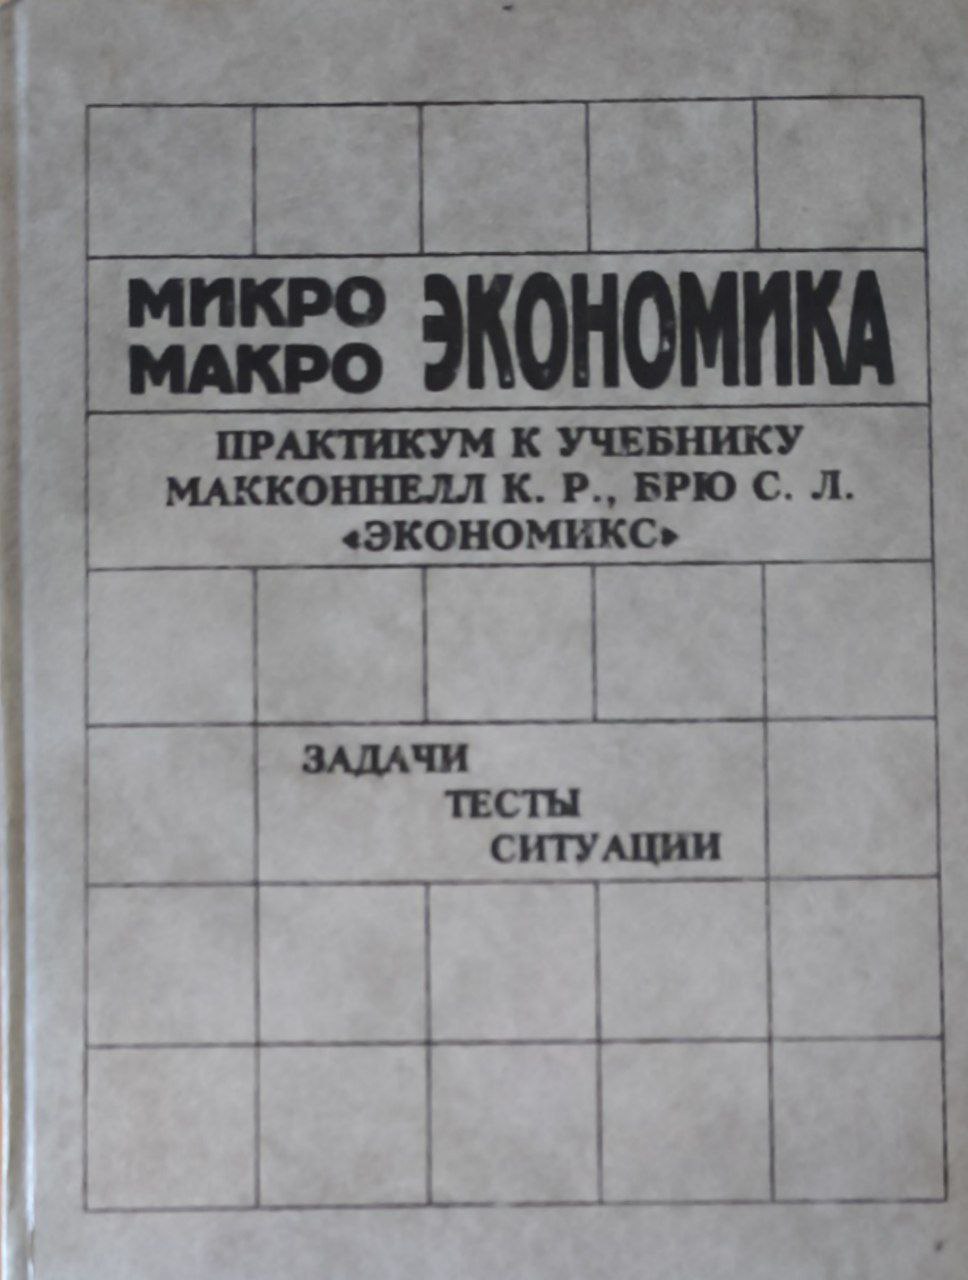 МИКРО
МАКРО
ЭКОНОМИКА
ПРАКТИКУМ К УЧЕБНИКУ
МАККОННЕЛЛ К. Р., БРЮ С. Л.
«ЭКОНОМИКС»
ЗАДАЧИ
ТЕСТЫ
СИТУАЦИИ